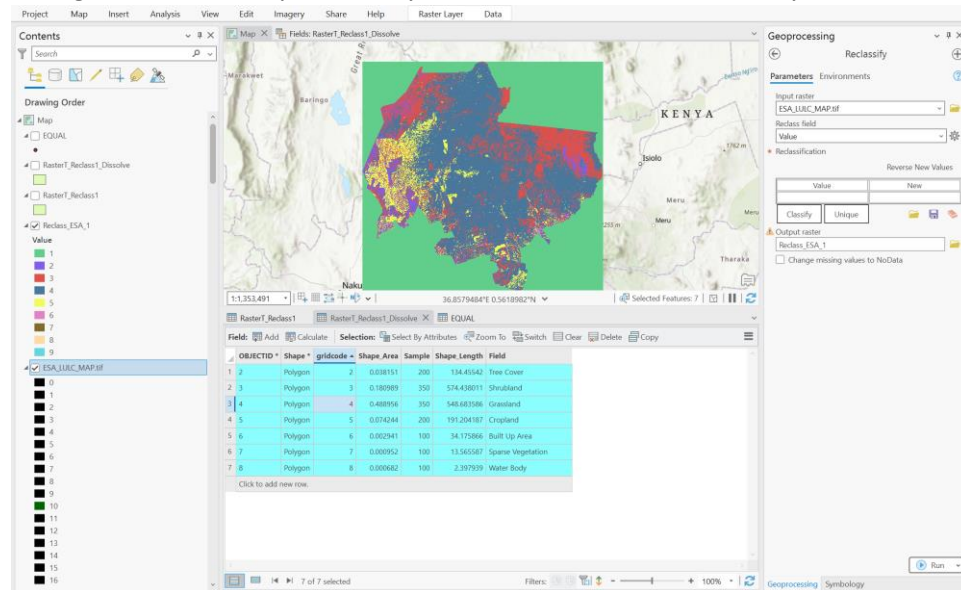 Project Map Insert Analysis View Edit Imagery Share Help Raster Layer Data
Contents
Search
Drawing Order
Map
EQUAL
RasterT_Reclass1_Dissolve
RasterT_Reclass1
Reclass_ESA_1
Value
1
2
3
4
5
6
7
8
9
ESA_LULC_MAP.tif
0
1
2
3
4
5
6
7
8
9
10
11
12
13
14
15
16
Map Fields: RasterT_Reclass1_Dissolve
Marakwet
Baringo
KENYA
Isiolo
Meru
Meru
Meru
Tharaka
Naku
1:1,353,491 36.8579484°E 0.5618982°N Selected Features: 7
RasterT_Reclass1 RasterT_Reclass1_Dissolve EQUAL
Field: Add Calculate Selection: Select By Attributes Zoom To Switch Clear Delete Copy
OBJECTID * Shape * gridcode Shape_Area Sample Shape_Length Field
1 2 Polygon 2 0.038151 200 134.45542 Tree Cover
2 3 Polygon 3 0.180989 350 574.438011 Shrubland
3 4 Polygon 4 0.488956 350 548.683586 Grassland
4 5 Polygon 5 0.074244 200 191.204187 Cropland
5 6 Polygon 6 0.002941 100 34.175866 Built Up Area
6 7 Polygon 7 0.000952 100 13.565587 Sparse Vegetation
7 8 Polygon 8 0.000682 100 2.397939 Water Body
Click to add new row.
7 of 7 selected Filters: 100%
Geoprocessing
Reclassify
Parameters Environments
Input raster
ESA_LULC_MAP.tif
Reclass field
Value
* Reclassification
Reverse New Values
Value New
Classify Unique
Output raster
Reclass_ESA_1
Change missing values to NoData
Run
Geoprocessing Symbology